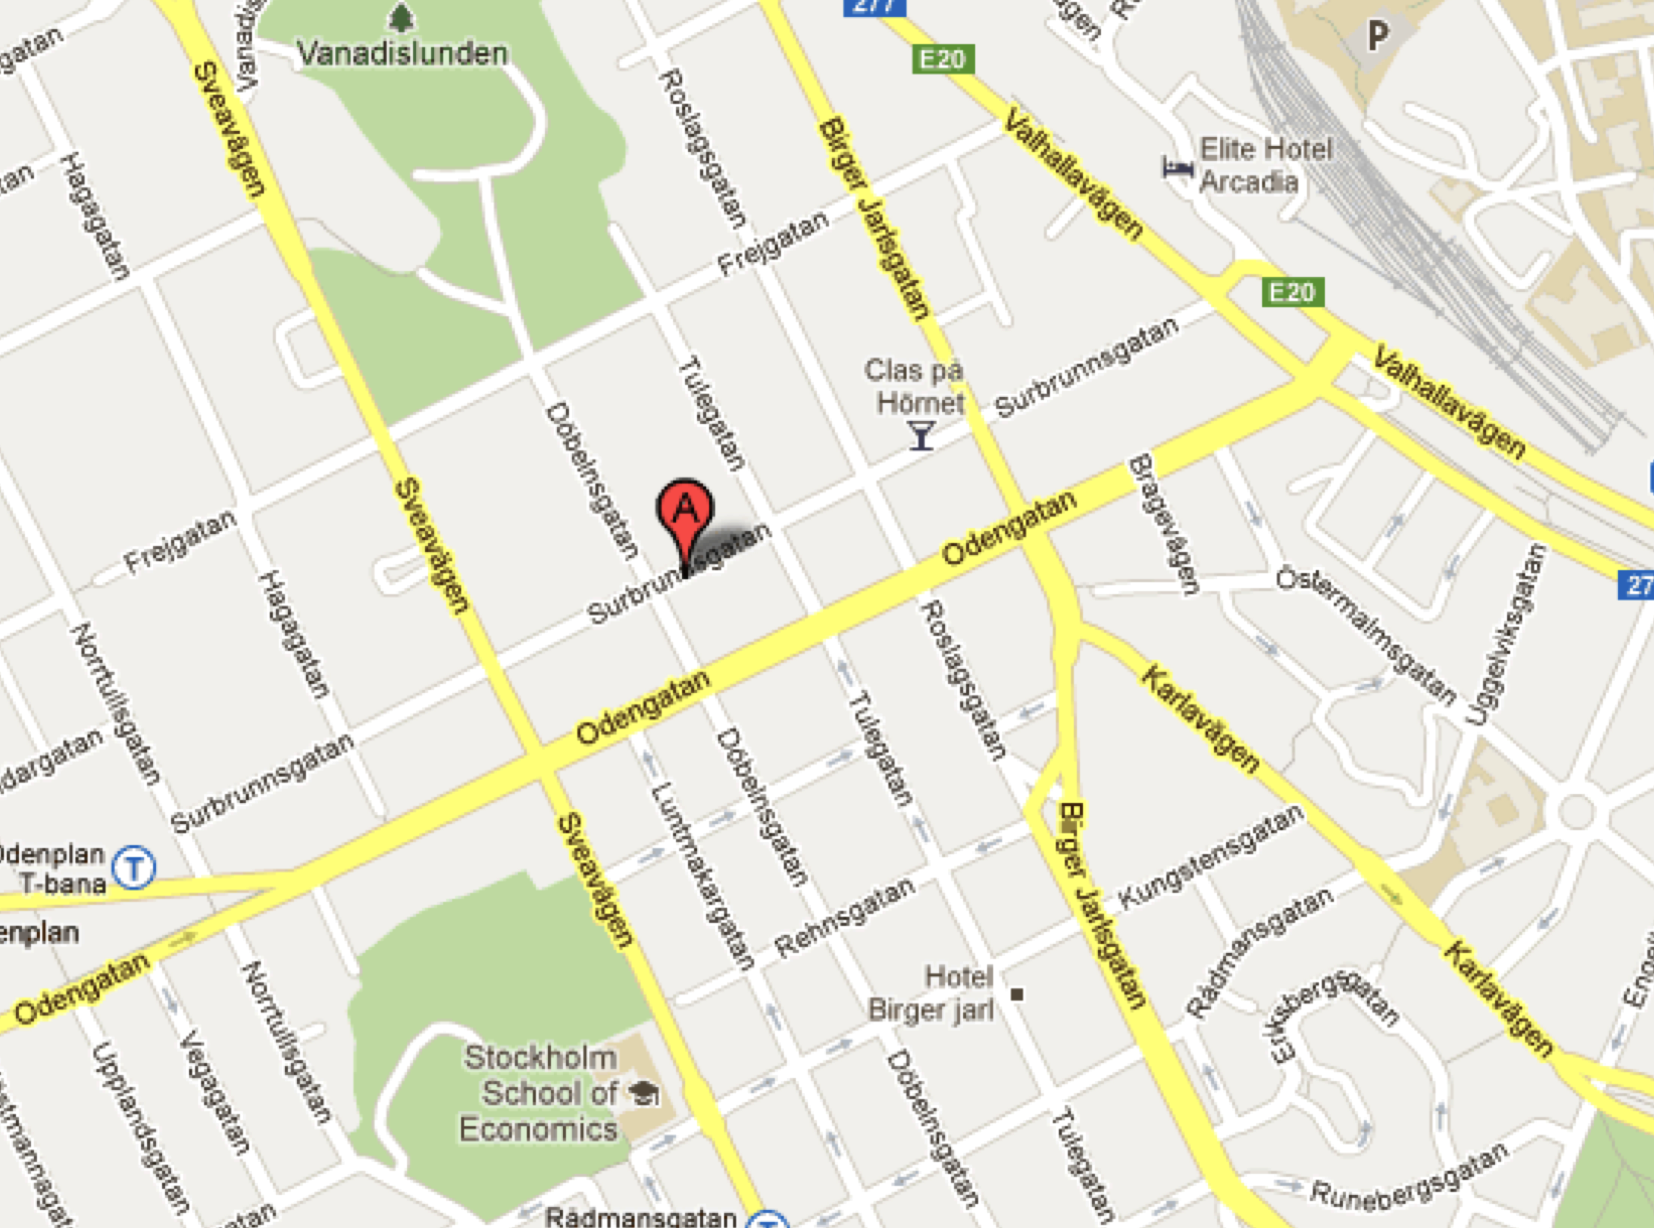 277
E20
Vanadislunden
Sveavägen
Roslagsgatan
Birger Jarlsgatan
Valhallavägen
P
Elite Hotel
Arcadia
Hagagatan
Frejgatan
E20
Surbrunnsgatan
Valhallavägen
Clas på
Hörnet
Tulegatan
Döbelnsgatan
A
Sveavägen
Frejgatan
Surbrunnsgatan
Odengatan
Bragevägen
Östermalmsgatan
Uggelviksgatan
27
Hagagatan
Norrtullsgatan
Roslagsgatan
Karlavägen
Odengatan
Tulegatan
Döbelnsgatan
Luntmakargatan
Surbrunnsgatan
Sveavägen
Birger Jarlsgatan
Kungstensgatan
Odenplan
T-bana
T
enplan
Rehnsgatan
Rådmansgatan
Karlavägen
Odengatan
Norrtullsgatan
Hotel
Birger jarl
Eriksbergsgatan
Vegagatan
Upplandsgatan
Stockholm
School of
Economics
Döbelnsgatan
Tulegatan
Runebergsgatan
Rådmansgatan
T